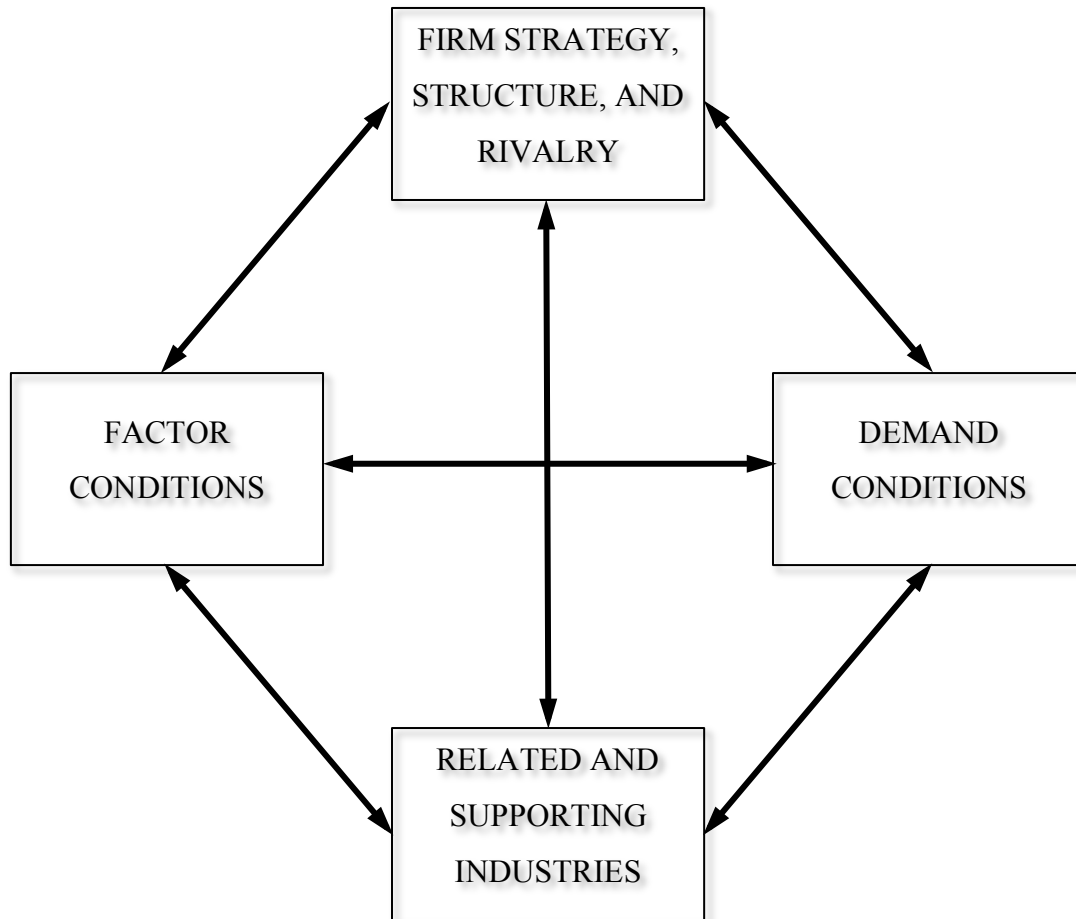 FIRM STRATEGY,
STRUCTURE, AND
RIVALRY
FACTOR
CONDITIONS
DEMAND
CONDITIONS
RELATED AND
SUPPORTING
INDUSTRIES